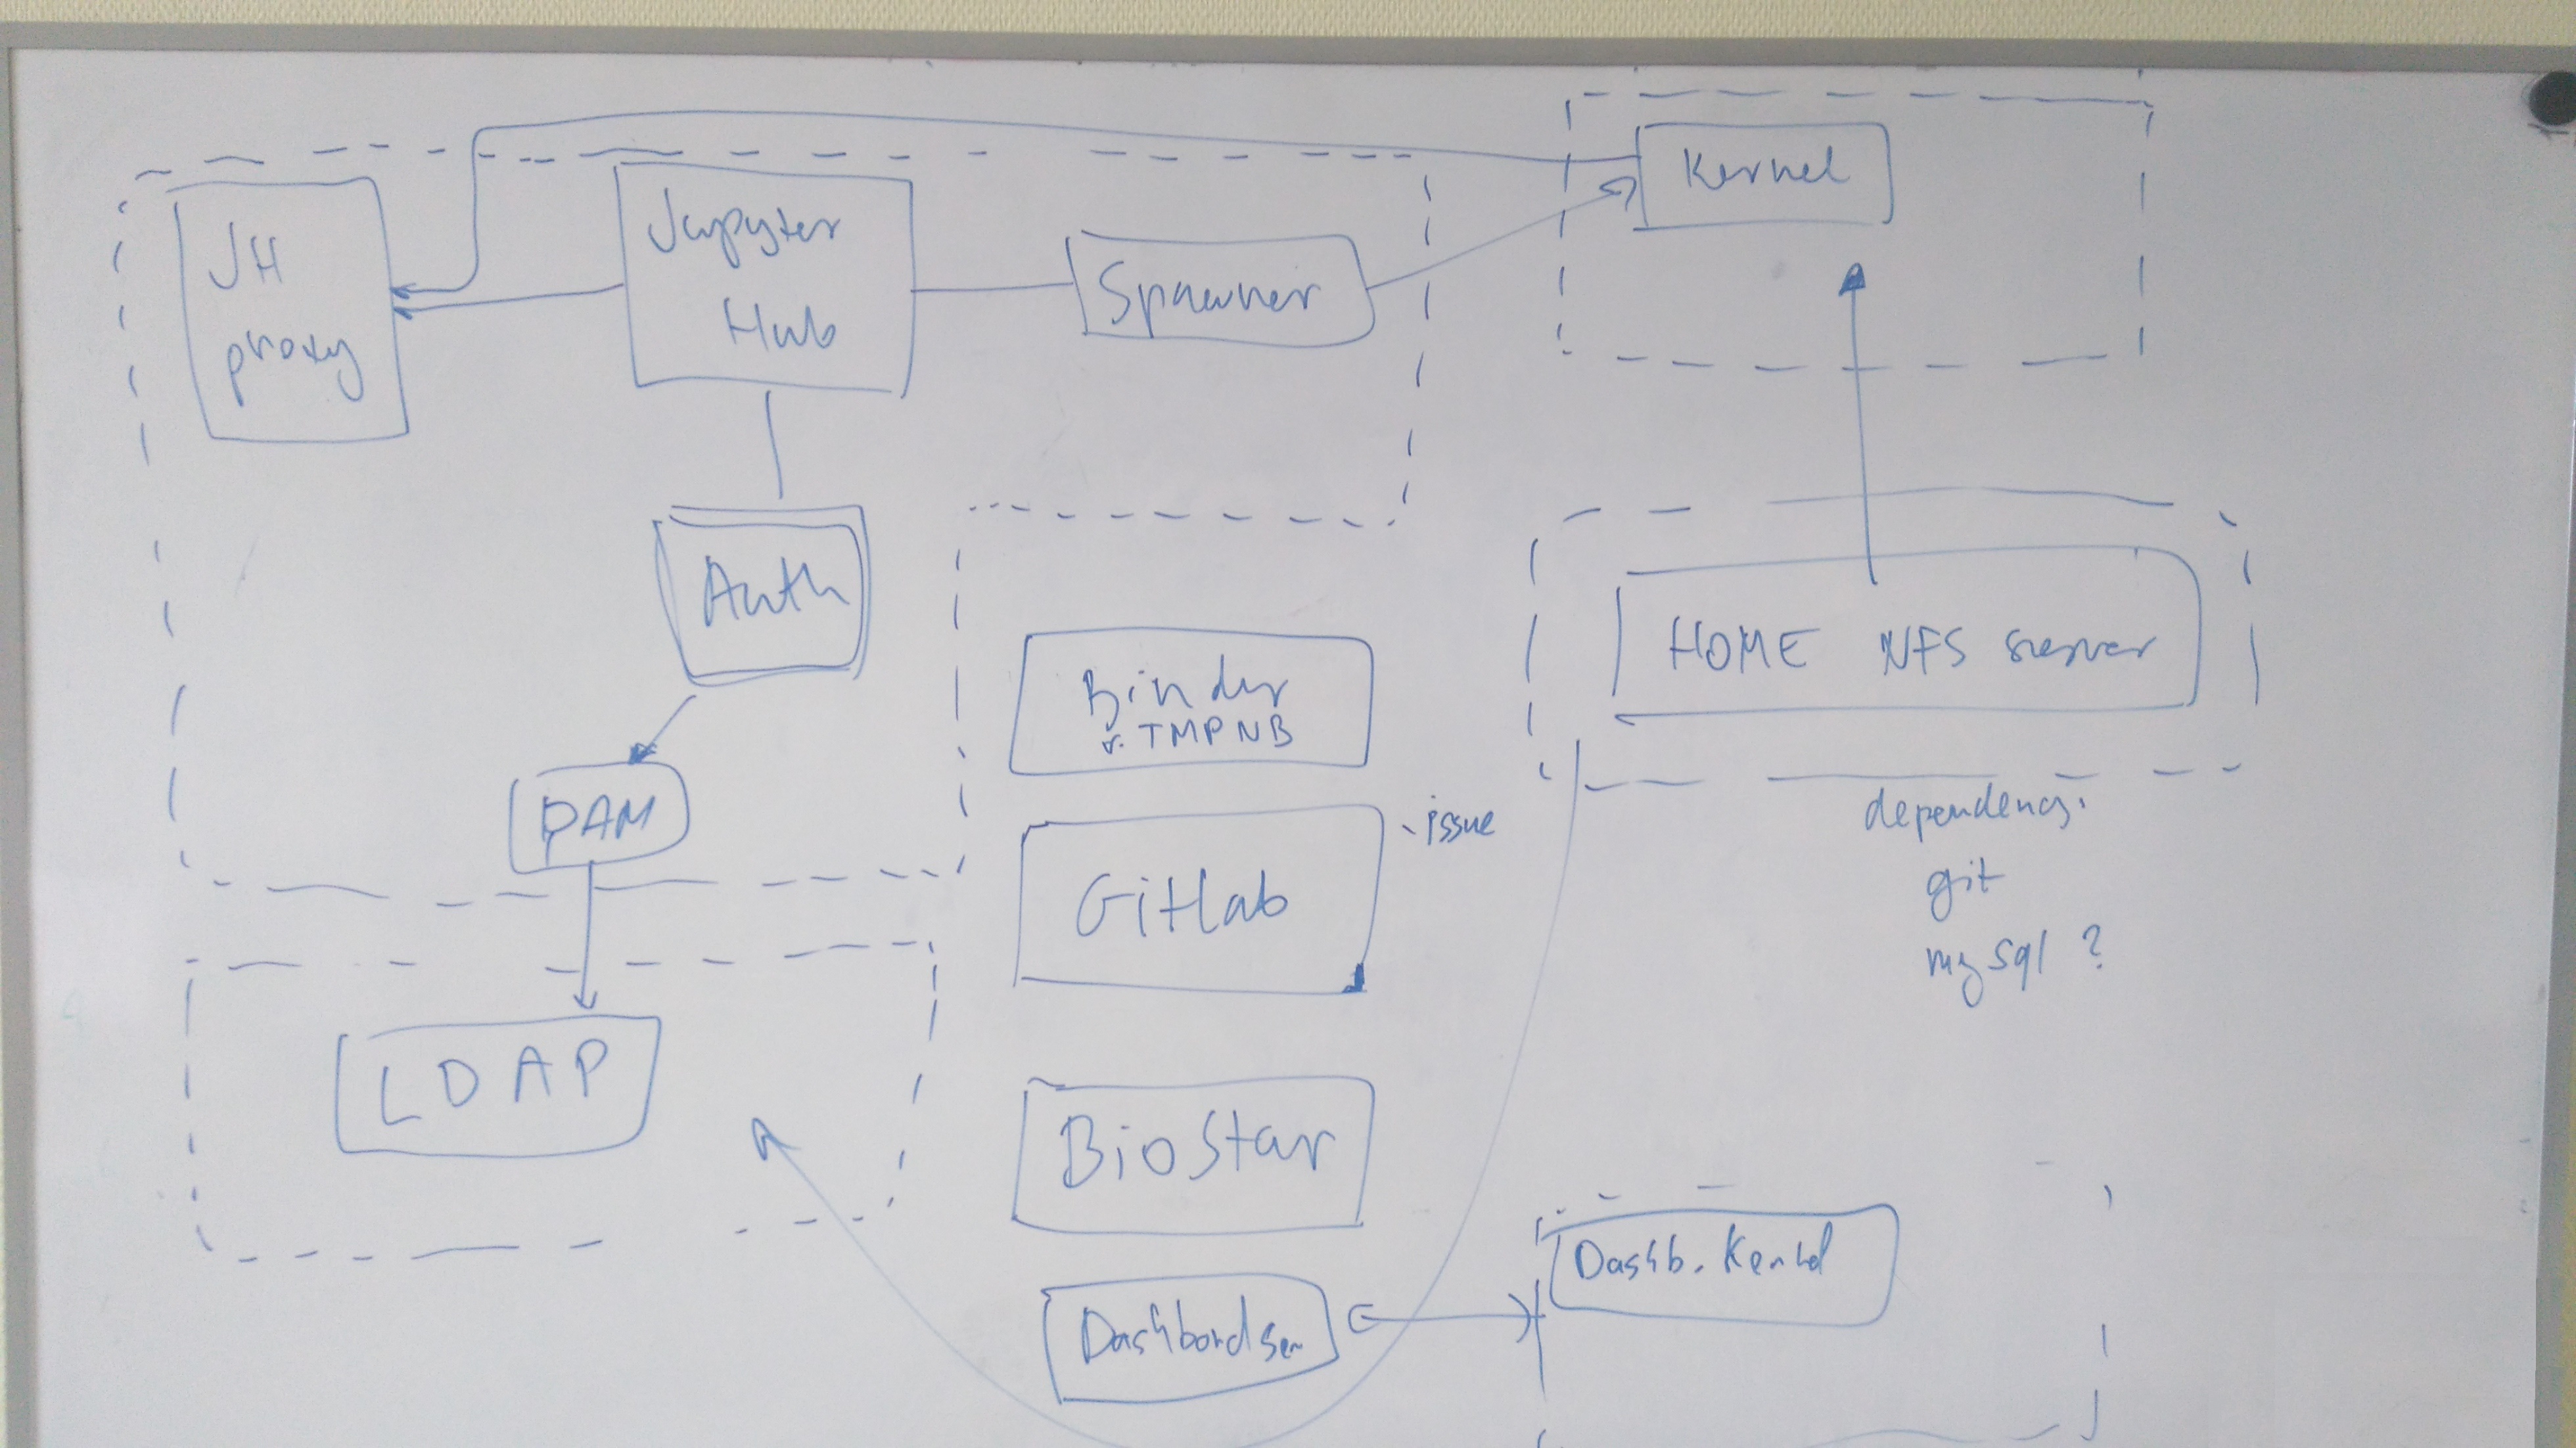 JH
proxy
Jupyter
Hub
Spawner
Kernel
Auth
PAM
LDAP
Binder
TMPNB
GitLab
- issue
BioStar
Dashbord ser
HOME NFS server
dependency:
git
mysql ?
Dashb. Kernel